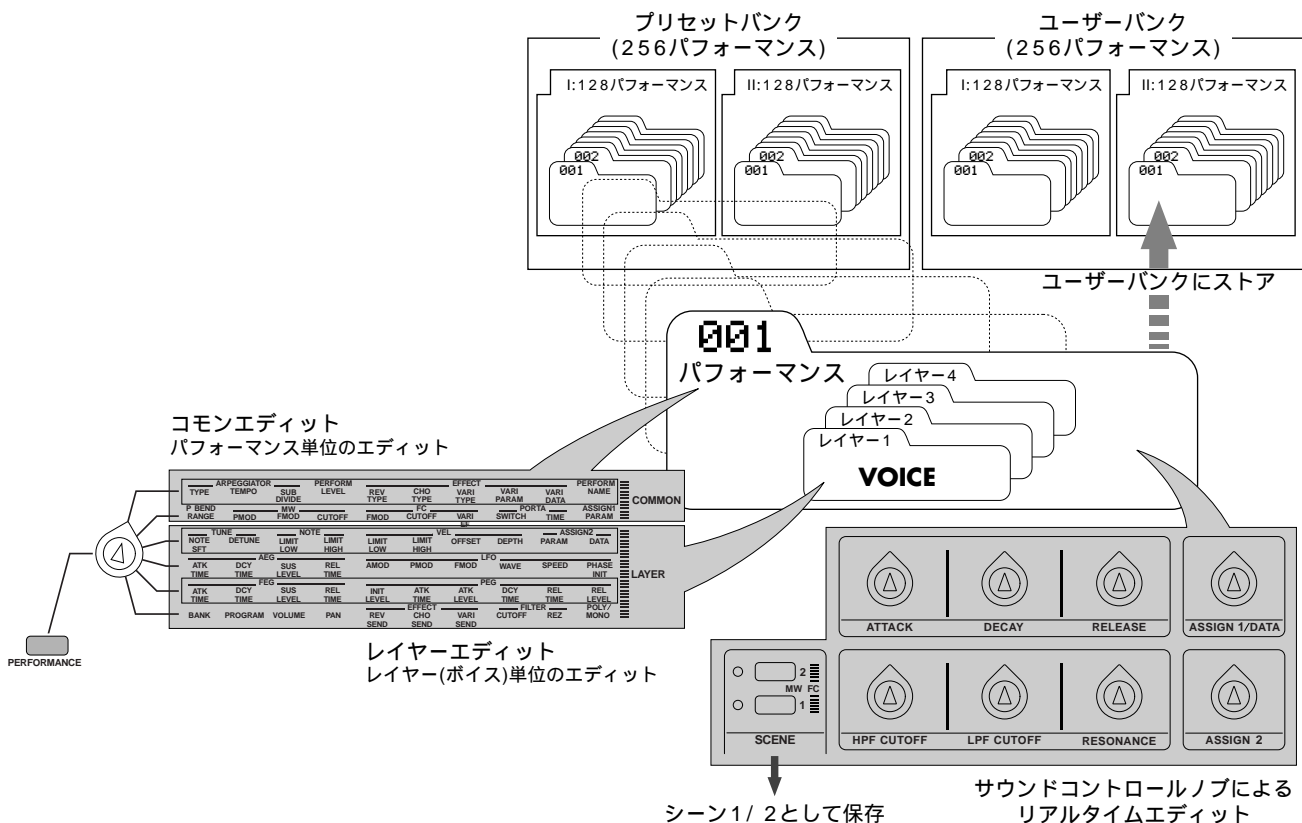 プリセットバンク
(256パフォーマンス)
ユーザーバンク
(256パフォーマンス)
I:128パフォーマンス
II:128パフォーマンス
I:128パフォーマンス
II:128パフォーマンス
002
001
002
001
002
001
002
001
ユーザーバンクにストア
001
パフォーマンス
レイヤー4
レイヤー3
レイヤー2
レイヤー1
VOICE
コモンエディット
パフォーマンス単位のエディット
ARPEGGIATOR PERFORM EFFECT PERFORM
TYPE TEMPO SUB DIVIDE LEVEL REV TYPE CHO TYPE VARI TYPE VARI PARAM VARI DATA NAME
COMMON
P BEND MW FC PORTA ASSIGN1
RANGE PMOD FMOD CUTOFF FMOD CUTOFF VARI EF SWITCH TIME PARAM
TUNE NOTE VEL ASSIGN2
NOTE SFT DETUNE LIMIT LOW LIMIT HIGH LIMIT LOW LIMIT HIGH OFFSET DEPTH PARAM DATA
AEG LFO
ATK TIME DCY TIME SUS LEVEL REL TIME AMOD PMOD FMOD WAVE SPEED PHASE INIT
LAYER
FEG PEG
ATK TIME DCY TIME SUS LEVEL REL TIME INIT LEVEL ATK TIME ATK LEVEL DCY TIME REL TIME REL LEVEL
EFFECT FILTER POLY/
BANK PROGRAM VOLUME PAN REV SEND CHO SEND VARI SEND CUTOFF REZ MONO
PERFORMANCE
レイヤーエディット
レイヤー(ボイス)単位のエディット
ATTACK DECAY RELEASE ASSIGN 1/DATA
2
MW FC
1
SCENE
HPF CUTOFF LPF CUTOFF RESONANCE ASSIGN 2
シーン1/ 2として保存
サウンドコントロールノブによる
リアルタイムエディット